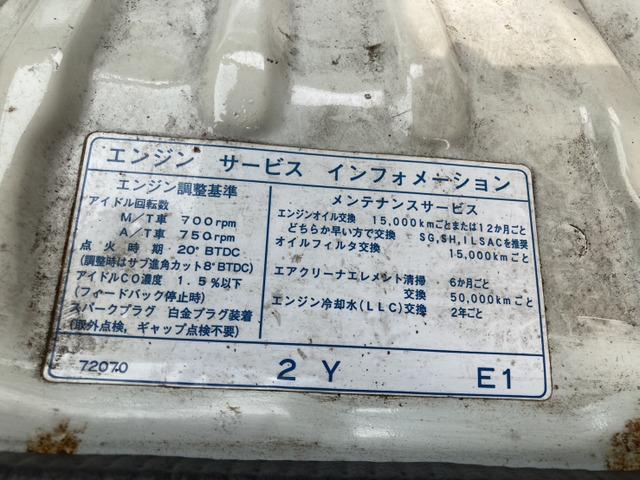 エンジン サービス インフォメーション
エンジン調整基準
アイドル回転数
M/T車 700rpm
A/T車 750rpm
点火時期 20°BTDC
(調整時はサブ進角カット8°BTDC)
アイドルCO濃度 1.5%以下
(フィードバック停止時)
スパークプラグ 白金プラグ装着
(取外点検、ギャップ点検不要)
メンテナンスサービス
エンジンオイル交換 15,000kmごとまたは12か月ごと
どちらか早い方で交換 SG,SH,ILSACを推奨
オイルフィルタ交換 15,000kmごと
エアクリーナエレメント清掃 6か月ごと
交換 50,000kmごと
エンジン冷却水(LLC)交換 2年ごと
72070
2Y
E1